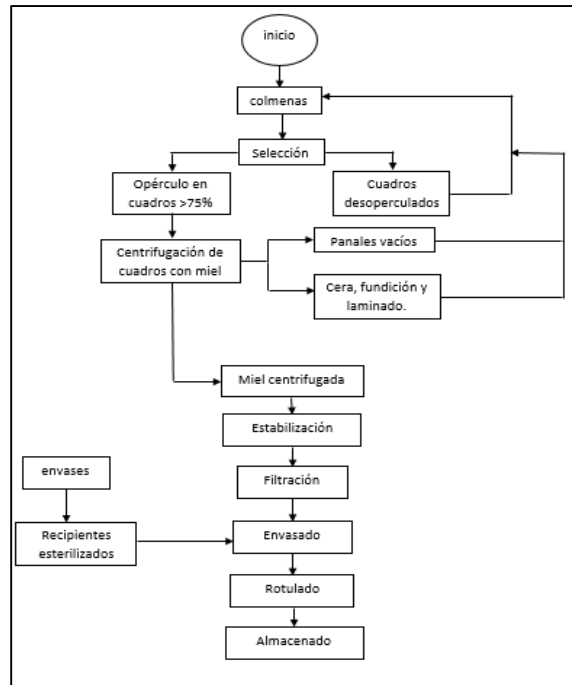 inicio
colmenas
Selección
Opérculo en
cuadros >75%
Cuadros
desoperculados
Centrifugación de
cuadros con miel
Panales vacíos
Cera, fundición y
laminado.
Miel centrifugada
Estabilización
envases
Filtración
Recipientes
esterilizados
Envasado
Rotulado
Almacenado